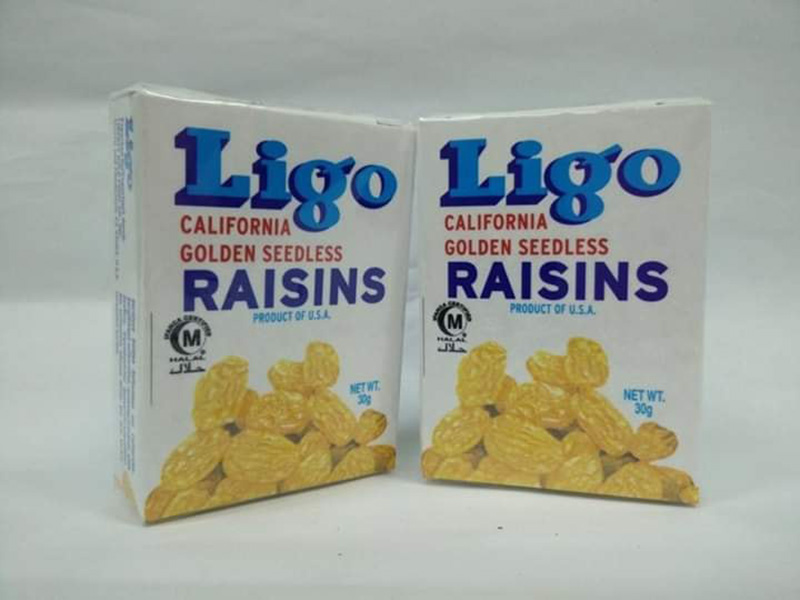 Ligo
CALIFORNIA
GOLDEN SEEDLESS
RAISINS
PRODUCT OF U.S.A.
M
HALAL
حلال
NET WT.
30g
Ligo
Ligo
CALIFORNIA
GOLDEN SEEDLESS
RAISINS
PRODUCT OF U.S.A.
M
HALAL
حلال
NET WT.
30g